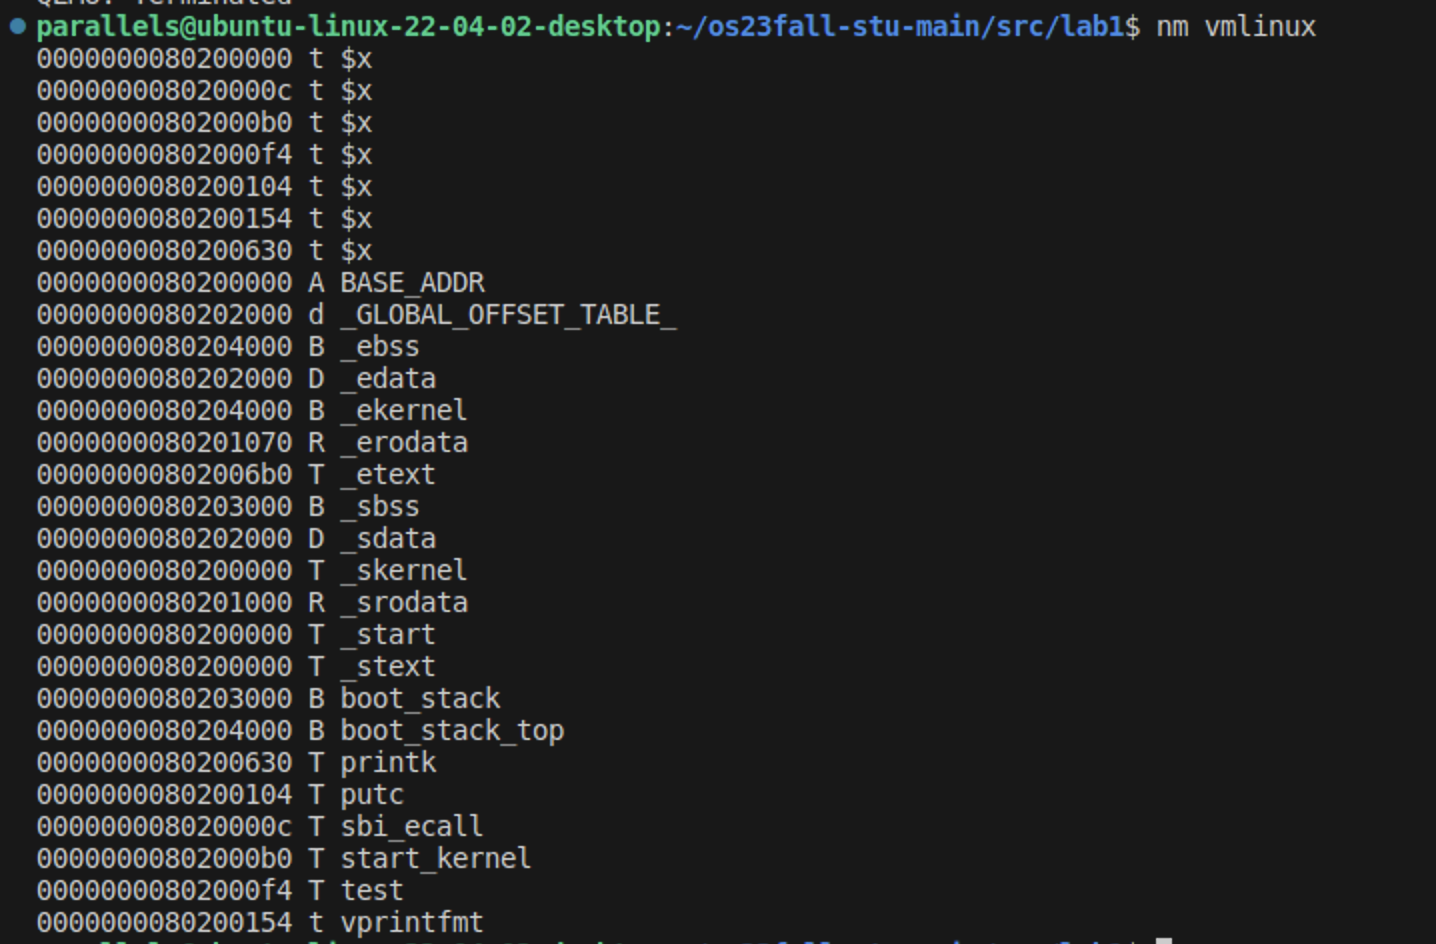 parallels@ubuntu-linux-22-04-02-desktop:~/os23fall-stu-main/src/lab1$ nm vmlinux
0000000080200000 t $x
000000008020000c t $x
00000000802000b0 t $x
00000000802000f4 t $x
0000000080200104 t $x
0000000080200154 t $x
0000000080200630 t $x
0000000080200000 A BASE_ADDR
0000000080202000 d _GLOBAL_OFFSET_TABLE_
0000000080204000 B _ebss
0000000080202000 D _edata
0000000080204000 B _ekernel
0000000080201070 R _erodata
00000000802006b0 T _etext
0000000080203000 B _sbss
0000000080202000 D _sdata
0000000080200000 T _skernel
0000000080201000 R _srodata
0000000080200000 T _start
0000000080200000 T _stext
0000000080203000 B boot_stack
0000000080204000 B boot_stack_top
0000000080200630 T printk
0000000080200104 T putc
000000008020000c T sbi_ecall
00000000802000b0 T start_kernel
00000000802000f4 T test
0000000080200154 t vprintfmt